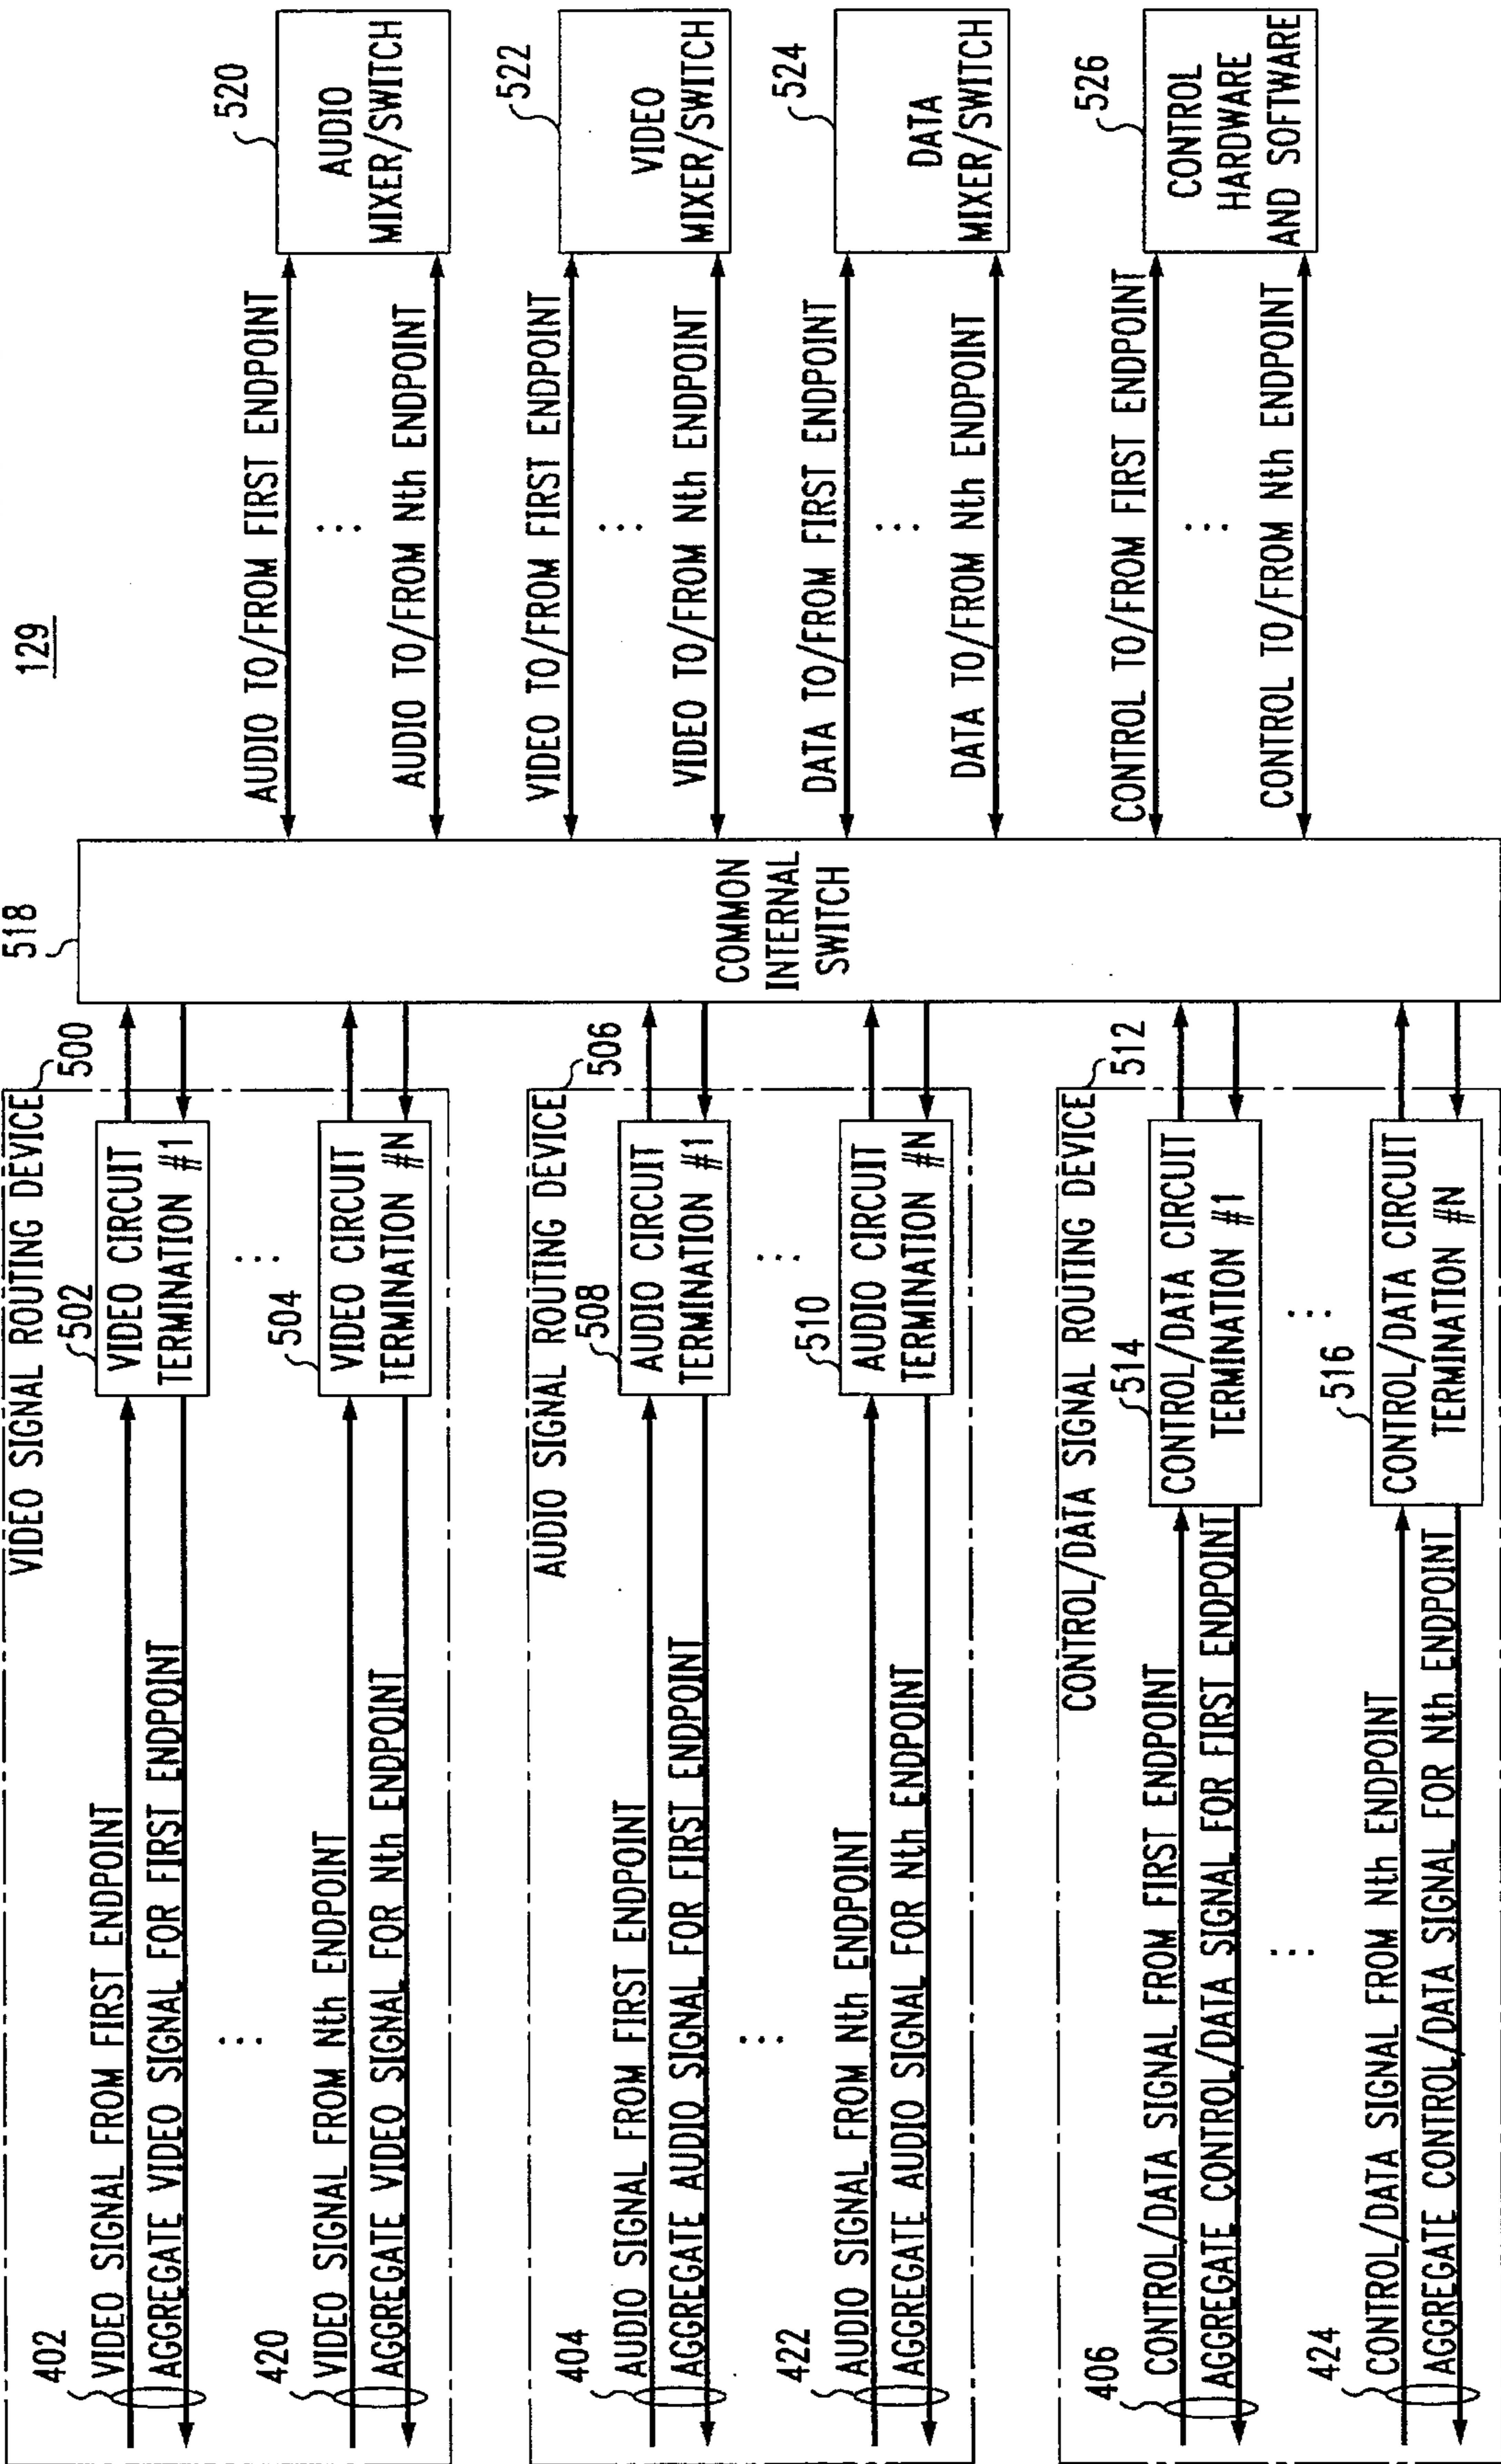 129
VIDEO SIGNAL ROUTING DEVICE
500
402
VIDEO SIGNAL FROM FIRST ENDPOINT
AGGREGATE VIDEO SIGNAL FOR FIRST ENDPOINT
502
VIDEO CIRCUIT
TERMINATION #1
420
VIDEO SIGNAL FROM Nth ENDPOINT
AGGREGATE VIDEO SIGNAL FOR Nth ENDPOINT
504
VIDEO CIRCUIT
TERMINATION #N
AUDIO SIGNAL ROUTING DEVICE
506
404
AUDIO SIGNAL FROM FIRST ENDPOINT
AGGREGATE AUDIO SIGNAL FOR FIRST ENDPOINT
508
AUDIO CIRCUIT
TERMINATION #1
422
AUDIO SIGNAL FROM Nth ENDPOINT
AGGREGATE AUDIO SIGNAL FOR Nth ENDPOINT
510
AUDIO CIRCUIT
TERMINATION #N
CONTROL/DATA SIGNAL ROUTING DEVICE
512
406
CONTROL/DATA SIGNAL FROM FIRST ENDPOINT
AGGREGATE CONTROL/DATA SIGNAL FOR FIRST ENDPOINT
514
CONTROL/DATA CIRCUIT
TERMINATION #1
424
CONTROL/DATA SIGNAL FROM Nth ENDPOINT
AGGREGATE CONTROL/DATA SIGNAL FOR Nth ENDPOINT
516
CONTROL/DATA CIRCUIT
TERMINATION #N
518
COMMON
INTERNAL
SWITCH
AUDIO TO/FROM FIRST ENDPOINT
AUDIO TO/FROM Nth ENDPOINT
520
AUDIO
MIXER/SWITCH
VIDEO TO/FROM FIRST ENDPOINT
VIDEO TO/FROM Nth ENDPOINT
522
VIDEO
MIXER/SWITCH
DATA TO/FROM FIRST ENDPOINT
DATA TO/FROM Nth ENDPOINT
524
DATA
MIXER/SWITCH
CONTROL TO/FROM FIRST ENDPOINT
CONTROL TO/FROM Nth ENDPOINT
526
CONTROL
HARDWARE
AND SOFTWARE